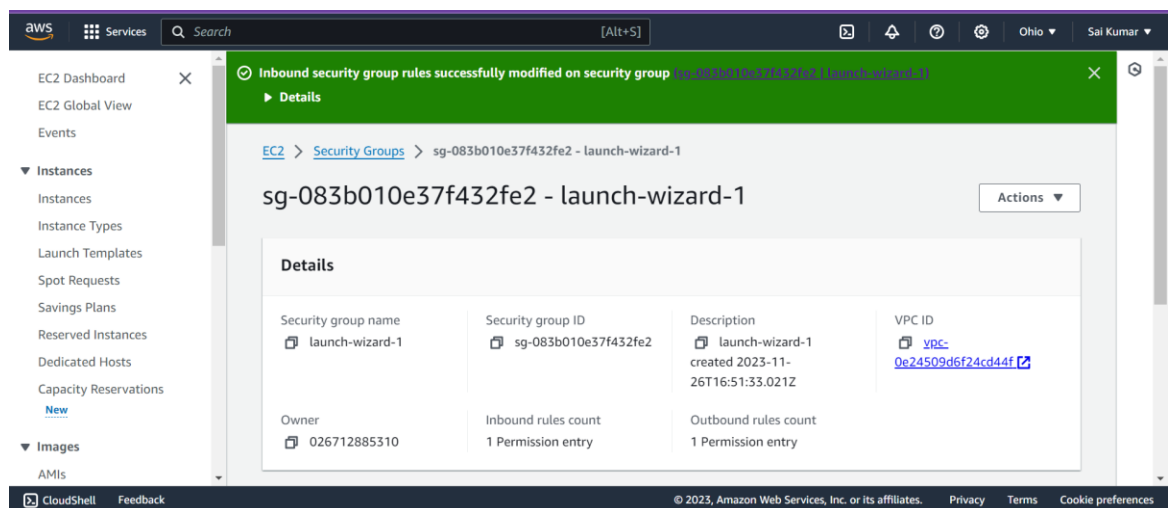 aws
Services
Search
[Alt+S]
Ohio ▼
Sai Kumar ▼
EC2 Dashboard
EC2 Global View
Events
▼ Instances
Instances
Instance Types
Launch Templates
Spot Requests
Savings Plans
Reserved Instances
Dedicated Hosts
Capacity Reservations
New
▼ Images
AMIs
Inbound security group rules successfully modified on security group (sg-083b010e37f432fe2 | launch-wizard-1)
▶ Details
EC2 > Security Groups > sg-083b010e37f432fe2 - launch-wizard-1
sg-083b010e37f432fe2 - launch-wizard-1
Actions ▼
Details
Security group name
launch-wizard-1
Security group ID
sg-083b010e37f432fe2
Description
launch-wizard-1
created 2023-11-
26T16:51:33.021Z
VPC ID
vpc-
0e24509d6f24cd44f
Owner
026712885310
Inbound rules count
1 Permission entry
Outbound rules count
1 Permission entry
CloudShell
Feedback
© 2023, Amazon Web Services, Inc. or its affiliates.
Privacy
Terms
Cookie preferences